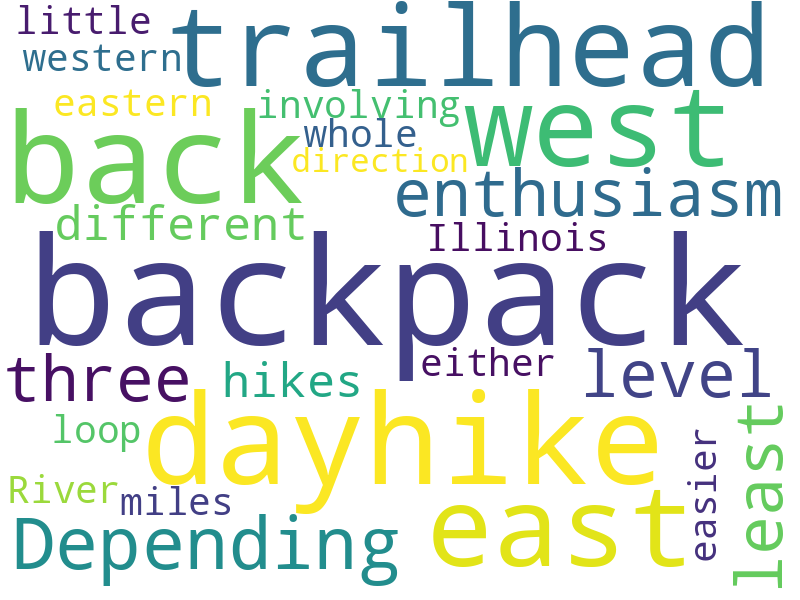 little
trailhead
western
eastern
involving
west
back
whole
direction
enthusiasm
different
Illinois
backpack
three
either
level
hikes
dayhike
least
loop
easier
River
miles
east
Depending